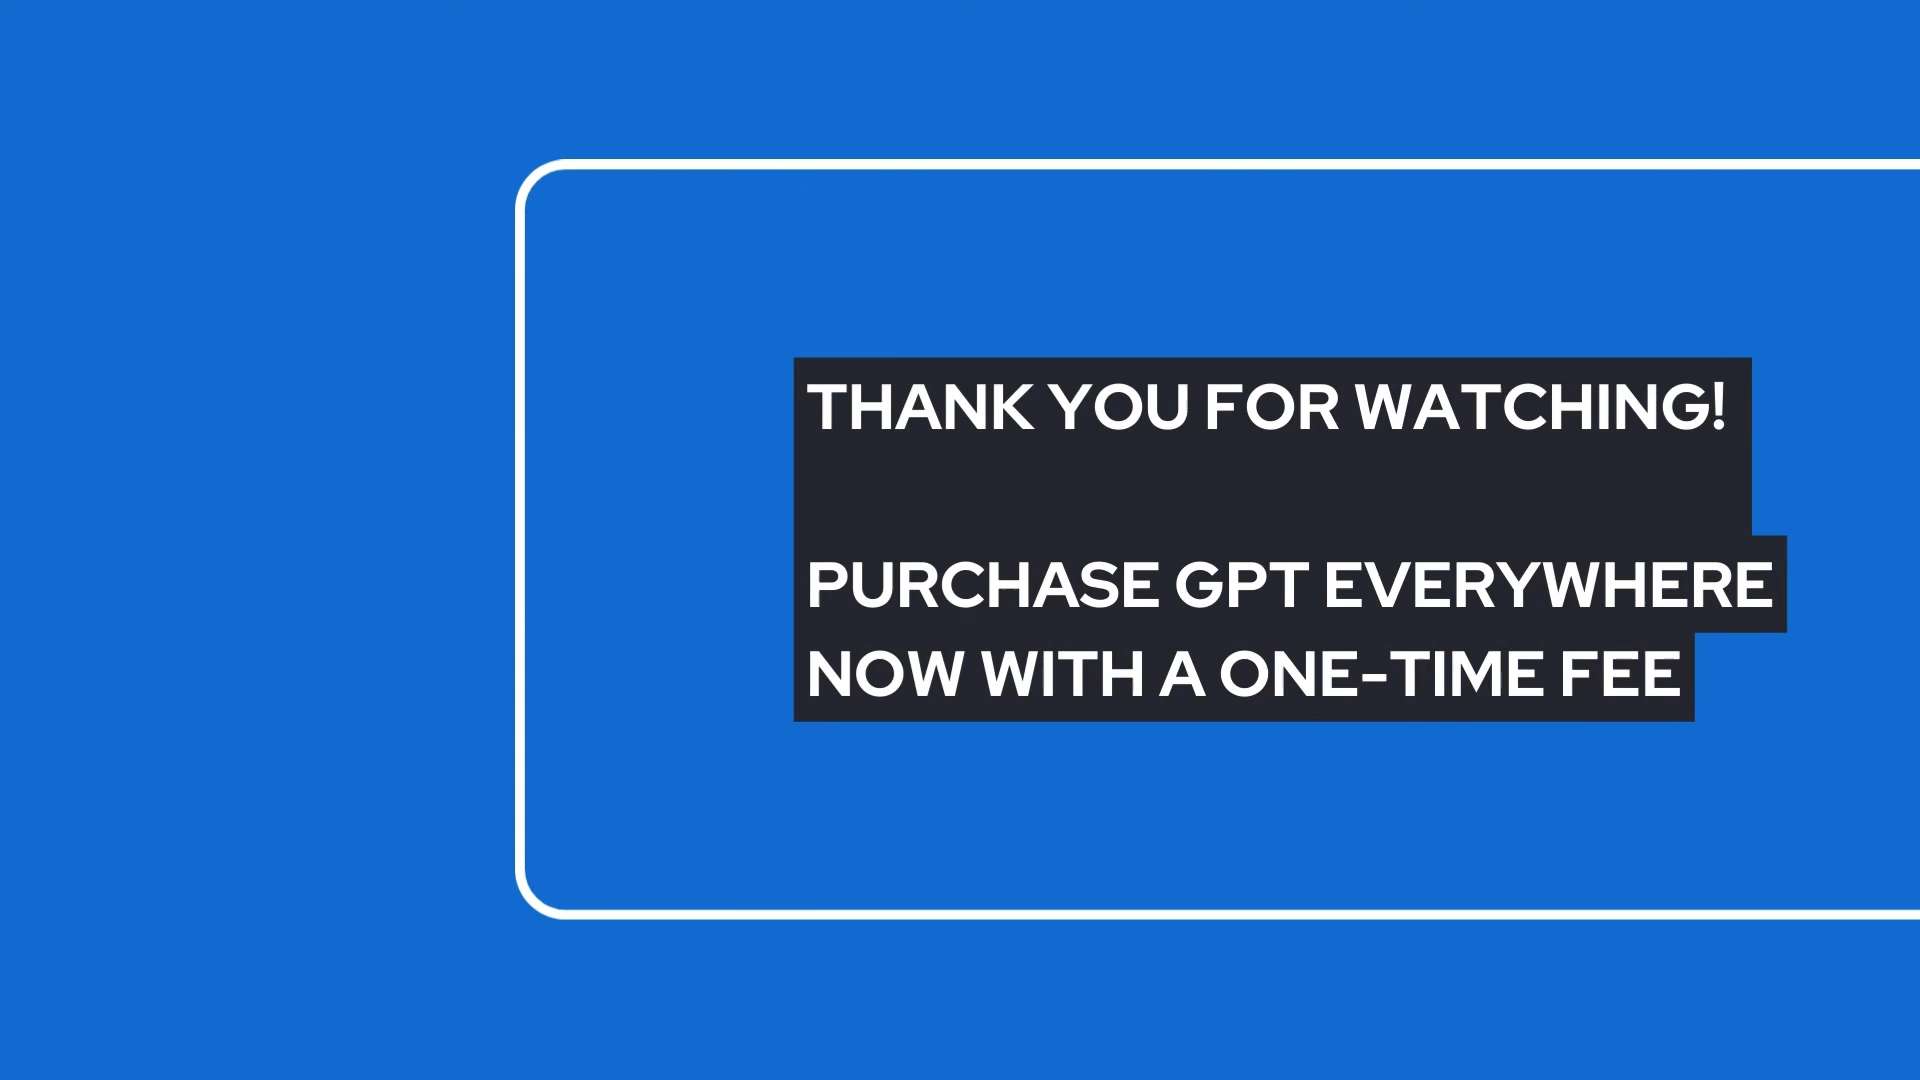 THANK YOU FOR WATCHING!
PURCHASE GPT EVERYWHERE
NOW WITH A ONE-TIME FEE